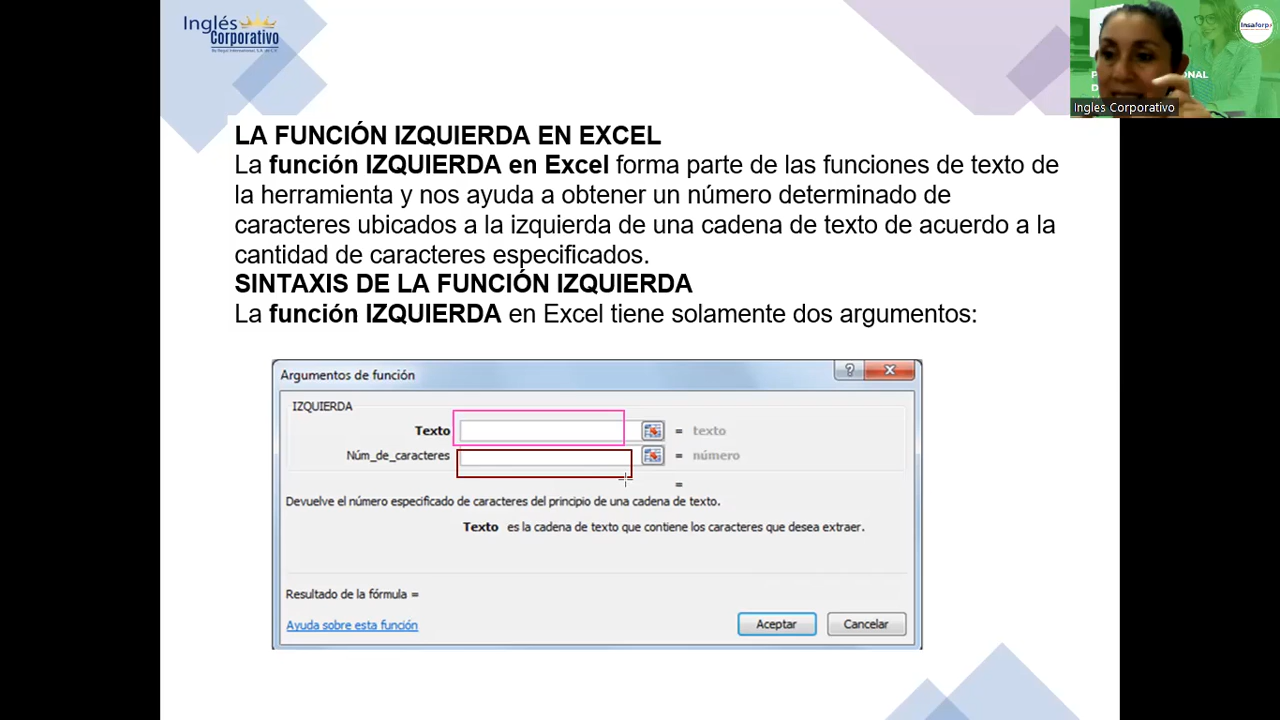 Inglés
Corporativo
Insaforp
Ingles Corporativo
LA FUNCIÓN IZQUIERDA EN EXCEL
La función IZQUIERDA en Excel forma parte de las funciones de texto de
la herramienta y nos ayuda a obtener un número determinado de
caracteres ubicados a la izquierda de una cadena de texto de acuerdo a la
cantidad de caracteres especificados.
SINTAXIS DE LA FUNCIÓN IZQUIERDA
La función IZQUIERDA en Excel tiene solamente dos argumentos:
Argumentos de función
IZQUIERDA
Texto = texto
Núm_de_caracteres = número
=
Devuelve el número especificado de caracteres del principio de una cadena de texto.
Texto es la cadena de texto que contiene los caracteres que desea extraer.
Resultado de la fórmula =
Ayuda sobre esta función
Aceptar Cancelar